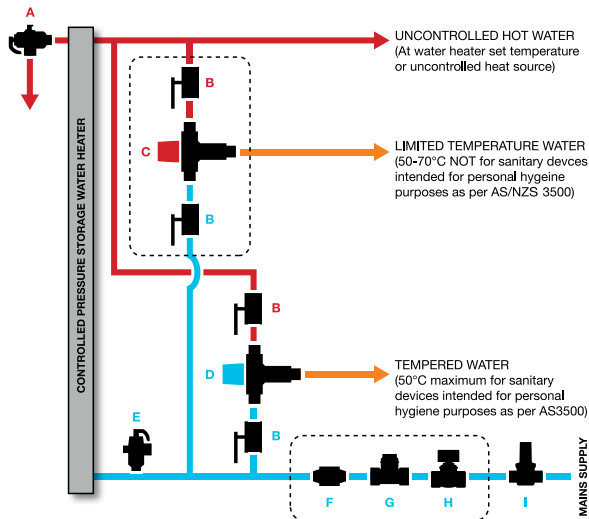 A
UNCONTROLLED HOT WATER
(At water heater set temperature
or uncontrolled heat source)
B
C
LIMITED TEMPERATURE WATER
(50-70°C NOT for sanitary devces
intended for personal hygeine
purposes as per AS/NZS 3500)
B
CONTROLLED PRESSURE STORAGE WATER HEATER
B
D
TEMPERED WATER
(50°C maximum for sanitary
devices intended for personal
hygiene purposes as per AS3500)
E
B
F
G
H
I
MAINS SUPPLY